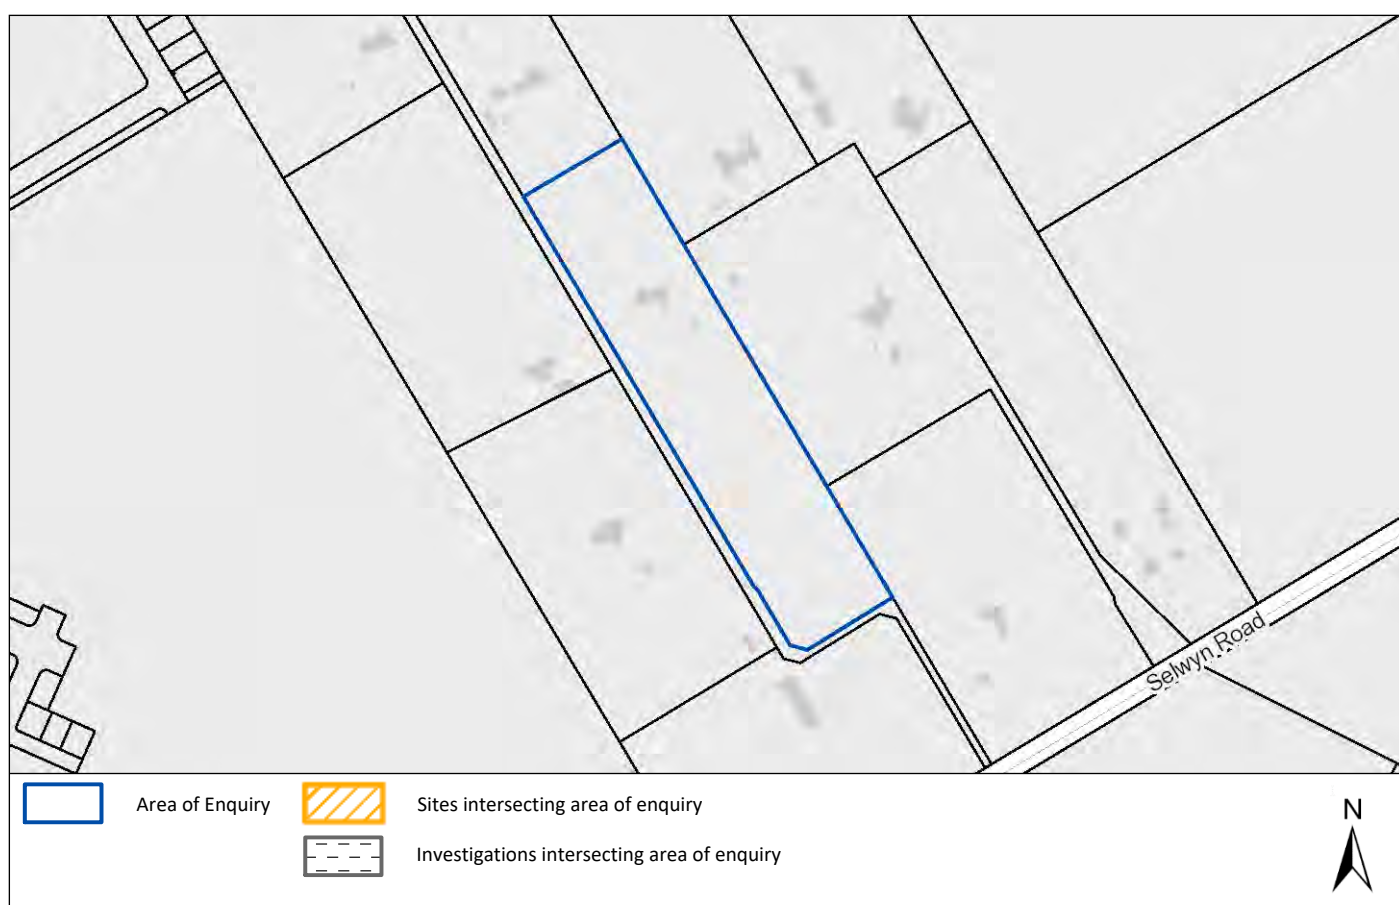 Selwyn Road
Area of Enquiry
Sites intersecting area of enquiry
N
Investigations intersecting area of enquiry